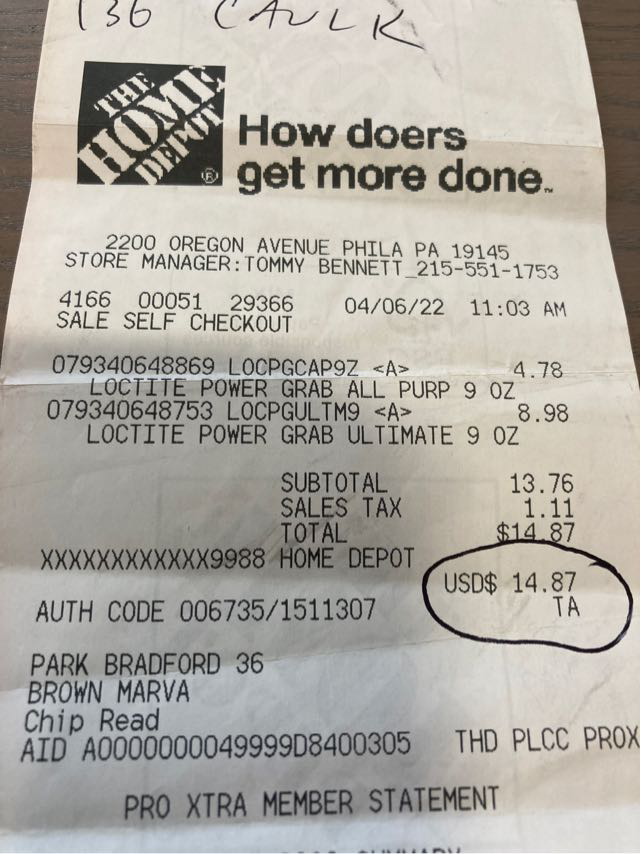 136 CAULK
THE
HOME
DEPOT®
How doers
get more done.™
2200 OREGON AVENUE PHILA PA 19145
STORE MANAGER:TOMMY BENNETT 215-551-1753
4166 00051 29366 04/06/22 11:03 AM
SALE SELF CHECKOUT
079340648869 LOCPGCAP9Z <A> 4.78
LOCTITE POWER GRAB ALL PURP 9 OZ
079340648753 LOCPGULTM9 <A> 8.98
LOCTITE POWER GRAB ULTIMATE 9 OZ
SUBTOTAL 13.76
SALES TAX 1.11
TOTAL $14.87
XXXXXXXXXXXX9988 HOME DEPOT
USD$ 14.87
AUTH CODE 006735/1511307 TA
PARK BRADFORD 36
BROWN MARVA
Chip Read
AID A0000000049999D8400305 THD PLCC PROX
PRO XTRA MEMBER STATEMENT